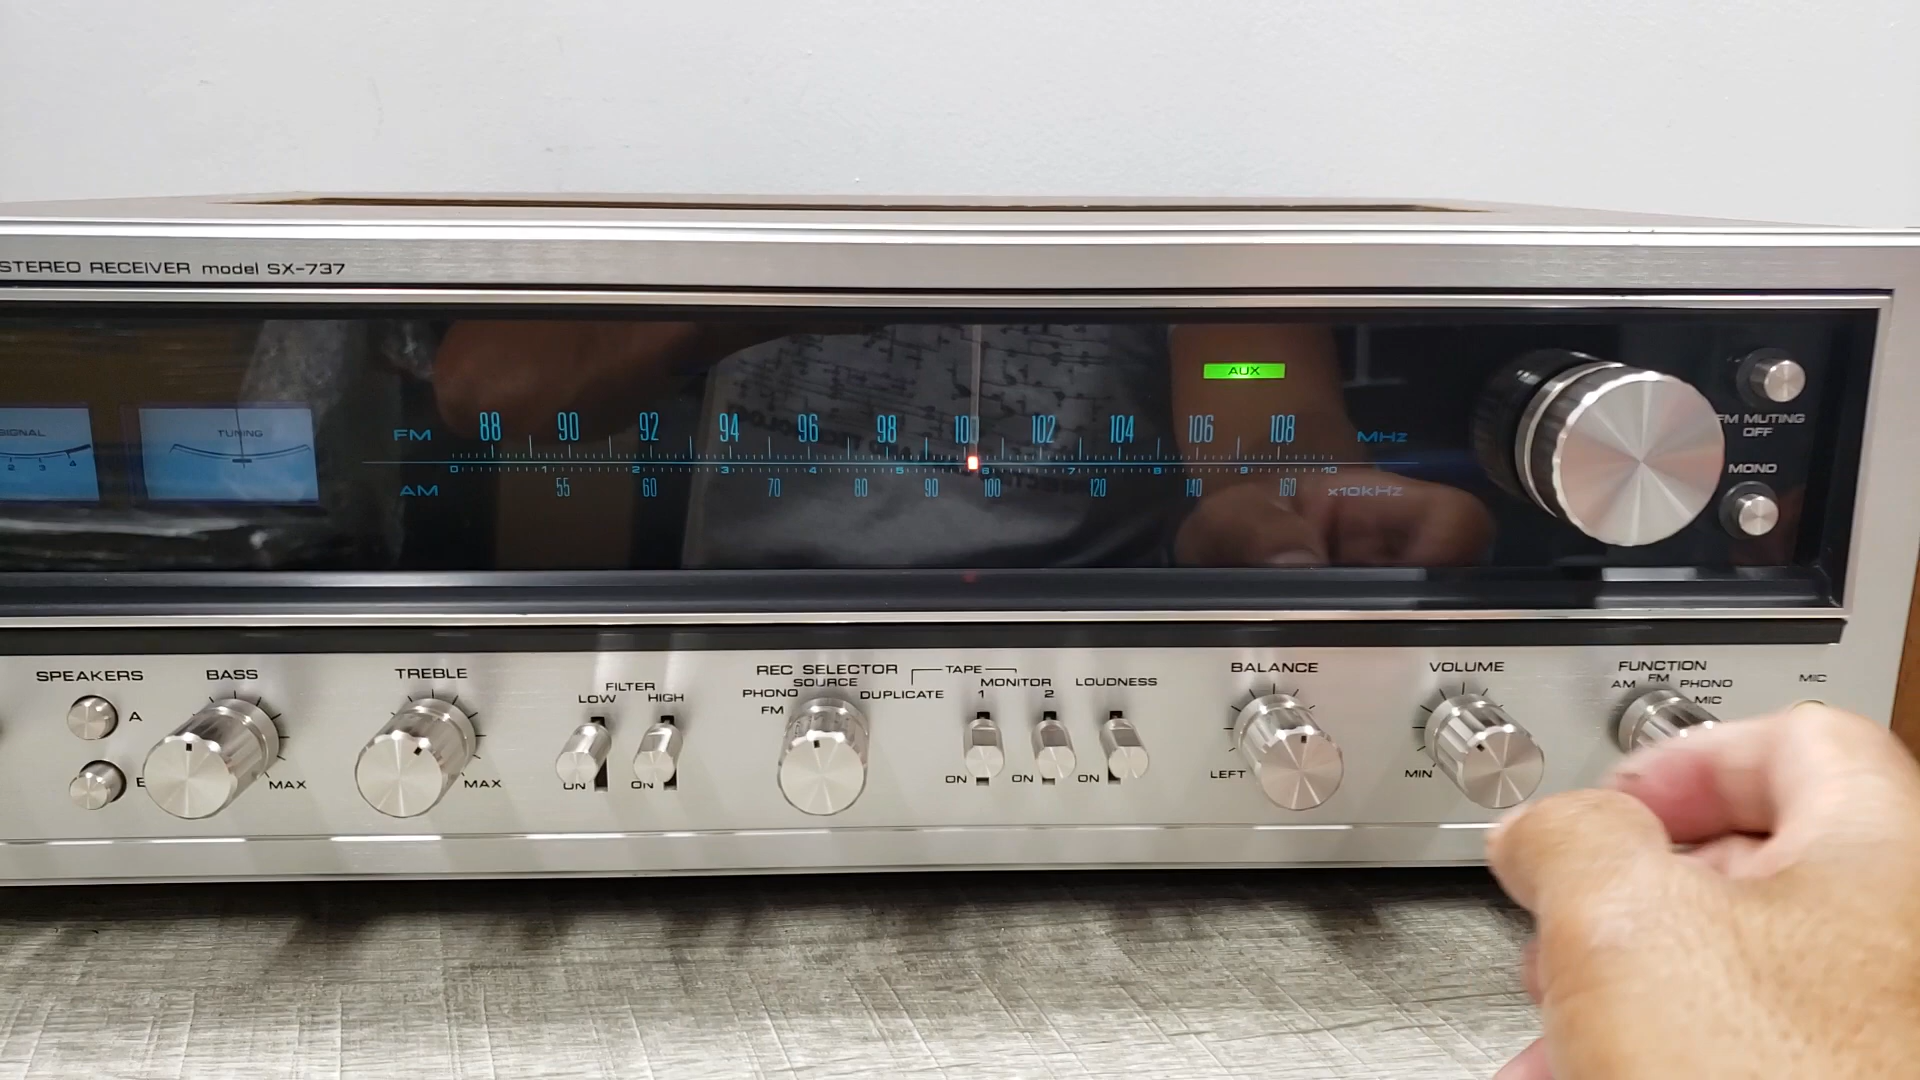 STEREO RECEIVER model SX-737
AUX
SIGNAL
2 3 4
TUNING
FM 88 90 92 94 96 98 102 104 106 108 MHz
0 1 2 3 4 5 6 7 8 9 10
AM 55 60 70 80 90 100 120 140 160 x10kHz
FM MUTING
OFF
MONO
SPEAKERS
A
BASS
MAX
TREBLE
MAX
FILTER
LOW HIGH
ON ON
REC SELECTOR
SOURCE
PHONO
FM
DUPLICATE
TAPE
MONITOR
1 2
ON ON
LOUDNESS
ON
BALANCE
LEFT
VOLUME
MIN
FUNCTION
AM FM PHONO
MIC
MIC